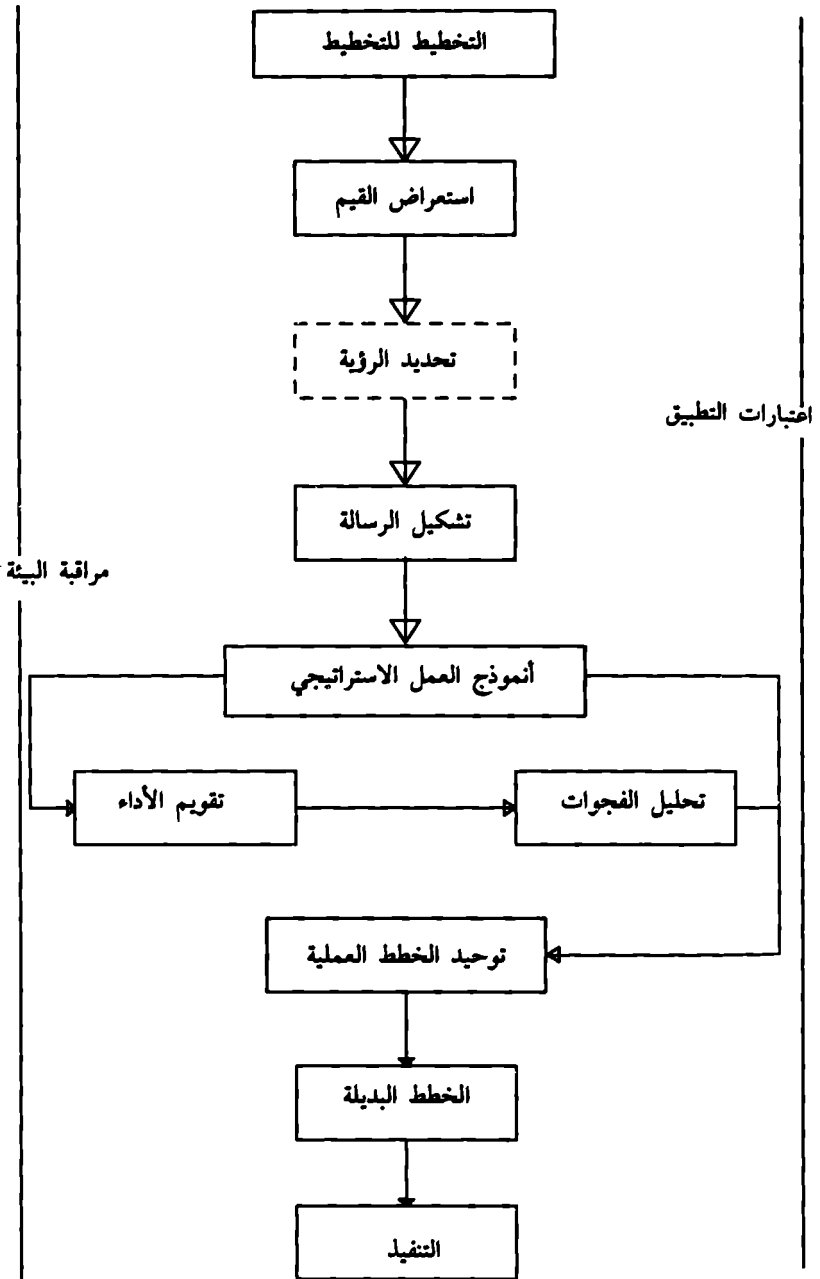 التخطيط للتخطيط
استعراض القيم
تحديد الرؤية
اعتبارات التطبيق
تشكيل الرسالة
مراقبة البيئة
أنموذج العمل الاستراتيجي
تحليل الفجوات
تقويم الأداء
توحيد الخطط العملية
الخطط البديلة
التنفيذ